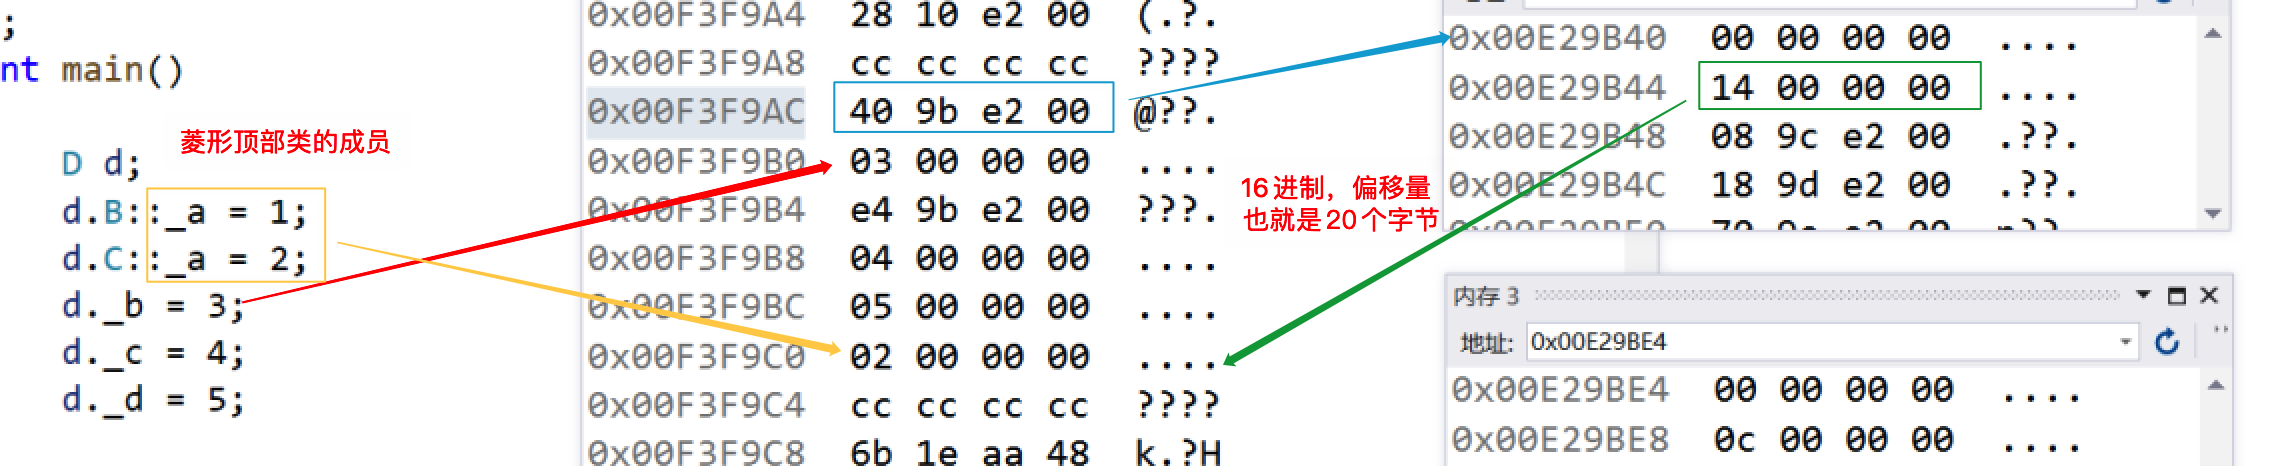 ;
nt main()
D d;
d.B::_a = 1;
d.C::_a = 2;
d._b = 3;
d._c = 4;
d._d = 5;
菱形顶部类的成员
0x00F3F9A4 28 10 e2 00 (.?.
0x00F3F9A8 cc cc cc cc ????
0x00F3F9AC 40 9b e2 00 @??.
0x00F3F9B0 03 00 00 00 ....
0x00F3F9B4 e4 9b e2 00 ???.
0x00F3F9B8 04 00 00 00 ....
0x00F3F9BC 05 00 00 00 ....
0x00F3F9C0 02 00 00 00 ....
0x00F3F9C4 cc cc cc cc ????
0x00F3F9C8 6b 1e aa 48 k.?H
16进制，偏移量
也就是20个字节
0x00E29B40 00 00 00 00 ....
0x00E29B44 14 00 00 00 ....
0x00E29B48 08 9c e2 00 .??.
0x00E29B4C 18 9d e2 00 .??.
内存 3
地址: 0x00E29BE4
0x00E29BE4 00 00 00 00 ....
0x00E29BE8 0c 00 00 00 ....